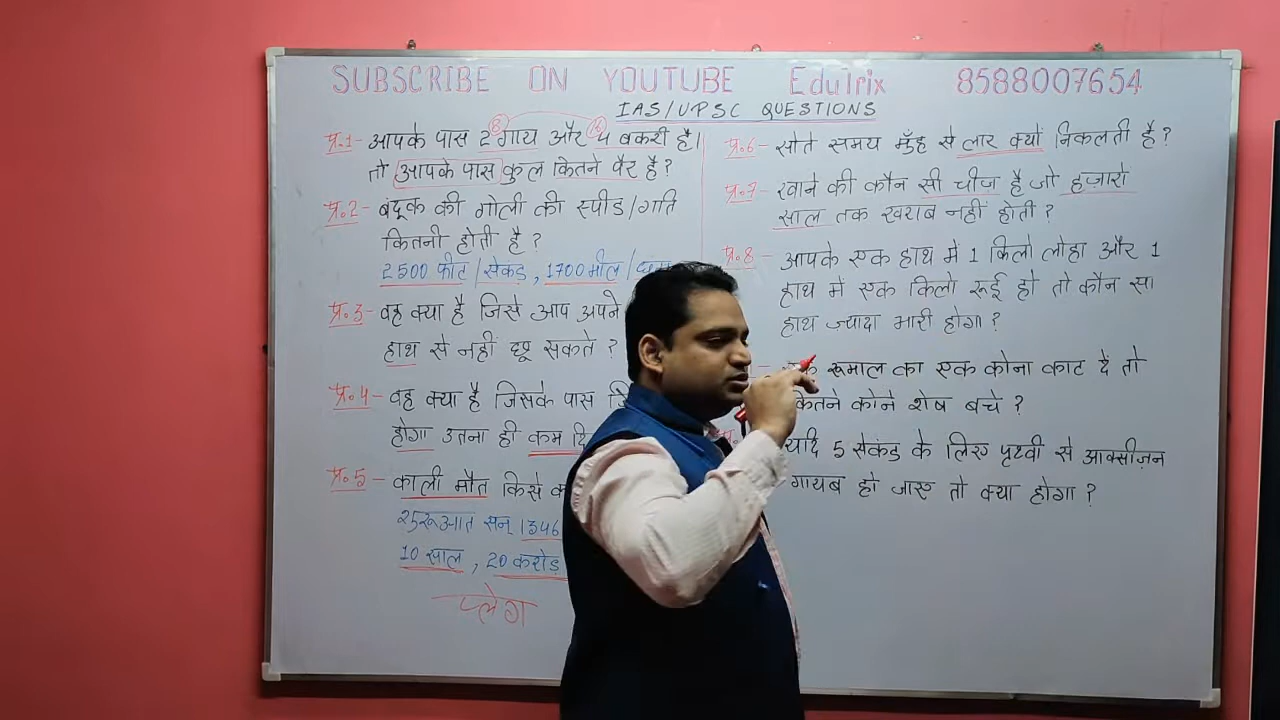 SUBSCRIBE ON YOUTUBE Edu1rix 8588007654
IAS/UPSC QUESTIONS
प्र.1- आपके पास 2 गाय और 4 बकरी है।
8 16
तो आपके पास कुल कितने पैर है?
प्र.2- बंदूक की गोली की स्पीड/गति
कितनी होती है?
2500 फीट/सेकंड, 1700 मील/
प्र.3- वह क्या है जिसे आप अपने
हाथ से नही छू सकते?
प्र.4- वह क्या है जिसके पास
होगा उतना ही कम
प्र.5- काली मौत किसे
शुरूआत सन् 1346
10 साल, 20 करोड़
प्लेग
प्र.6- सोते समय मुँह से लार क्यों निकलती है?
प्र.7- खाने की कौन सी चीज है जो हज़ारों
साल तक खराब नहीं होती?
प्र.8- आपके एक हाथ में 1 किलो लोहा और 1
हाथ में एक किलो रूई हो तो कौन सा
हाथ ज्यादा भारी होगा?
रूमाल का एक कोना काट दें तो
कितने कोने शेष बचे?
यदि 5 सेकंड के लिए पृथ्वी से आक्सीज़न
गायब हो जाए तो क्या होगा?